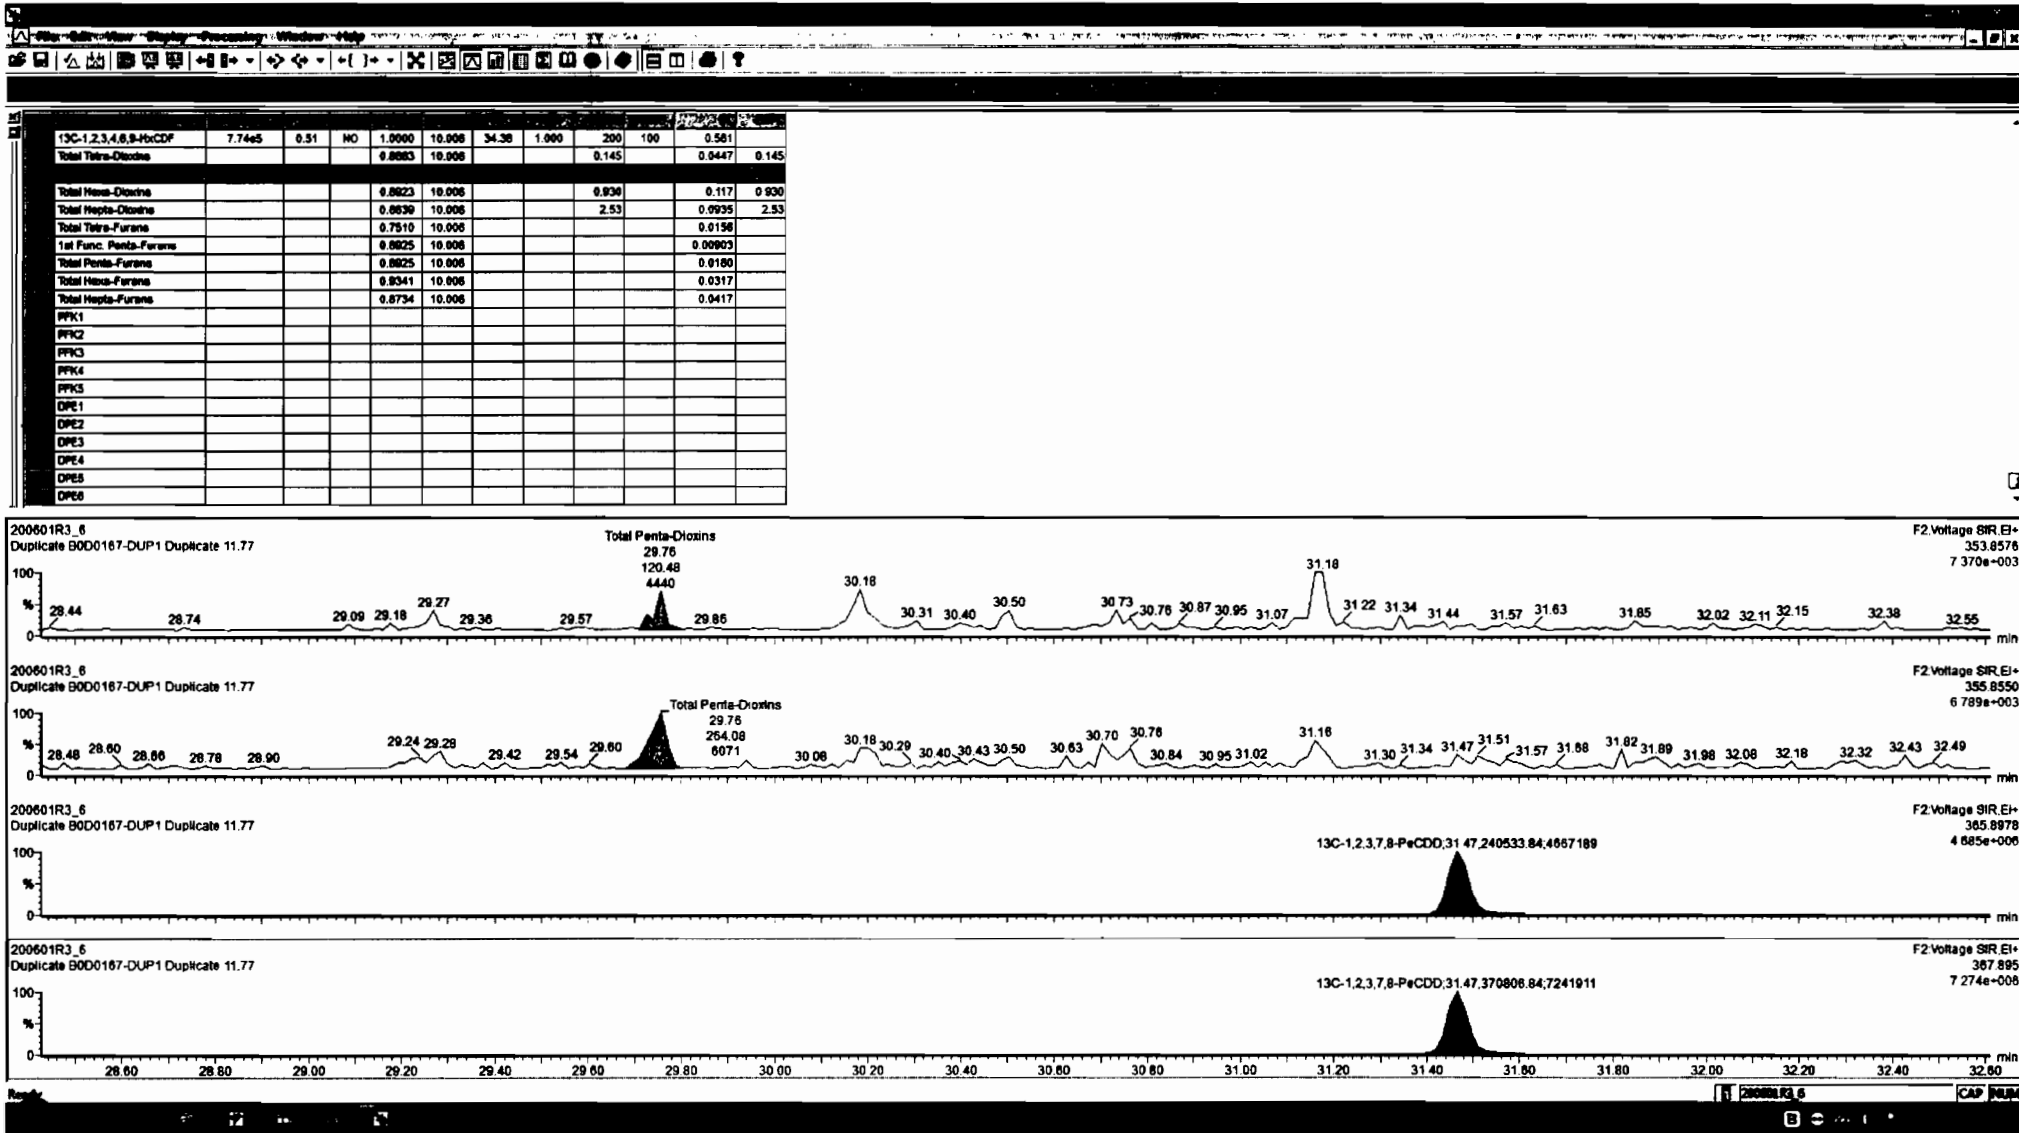 File Edit View Display Processing Window Help
13C-1,2,3,4,6,9-HxCDF 7.74e5 0.51 NO 1.0000 10.006 34.36 1.000 200 100 0.581
Total Tetra-Dioxins 0.8663 10.006 0.145 0.0447 0.145
Total Hexa-Dioxins 0.8923 10.006 0.930 0.117 0.930
Total Hepta-Dioxins 0.8639 10.006 2.53 0.0935 2.53
Total Tetra-Furans 0.7510 10.006 0.0156
1st Func. Penta-Furans 0.8925 10.006 0.00903
Total Penta-Furans 0.8925 10.006 0.0180
Total Hexa-Furans 0.9341 10.006 0.0317
Total Hepta-Furans 0.8734 10.006 0.0417
PFK1
PFK2
PFK3
PFK4
PFK5
DPE1
DPE2
DPE3
DPE4
DPE5
DPE6
200601R3_6
Duplicate B0D0167-DUP1 Duplicate 11.77
F2:Voltage SIR,EI+
353.8576
7.370e+003
Total Penta-Dioxins
29.76
120.48
4440
100
%
0
28.44 28.74 29.09 29.18 29.27 29.36 29.57 29.86 30.18 30.31 30.40 30.50 30.73 30.76 30.87 30.95 31.07 31.18 31.22 31.34 31.44 31.57 31.63 31.85 32.02 32.11 32.15 32.38 32.55
min
200601R3_6
Duplicate B0D0167-DUP1 Duplicate 11.77
F2:Voltage SIR,EI+
355.8550
6.789e+003
Total Penta-Dioxins
29.76
264.08
6071
100
%
0
28.48 28.60 28.66 28.78 28.90 29.24 29.28 29.42 29.54 29.60 30.08 30.18 30.29 30.40 30.43 30.50 30.63 30.70 30.76 30.84 30.95 31.02 31.16 31.30 31.34 31.47 31.51 31.57 31.68 31.82 31.89 31.98 32.08 32.18 32.32 32.43 32.49
min
200601R3_6
Duplicate B0D0167-DUP1 Duplicate 11.77
F2:Voltage SIR,EI+
365.8978
4.685e+006
13C-1,2,3,7,8-PeCDD;31.47,240533.84;4667189
100
%
0
min
200601R3_6
Duplicate B0D0167-DUP1 Duplicate 11.77
F2:Voltage SIR,EI+
367.895
7.274e+006
13C-1,2,3,7,8-PeCDD;31.47,370806.84;7241911
100
%
0
min
28.60 28.80 29.00 29.20 29.40 29.60 29.80 30.00 30.20 30.40 30.60 30.80 31.00 31.20 31.40 31.60 31.80 32.00 32.20 32.40 32.60
Ready
200601R3_6 CAP NUM